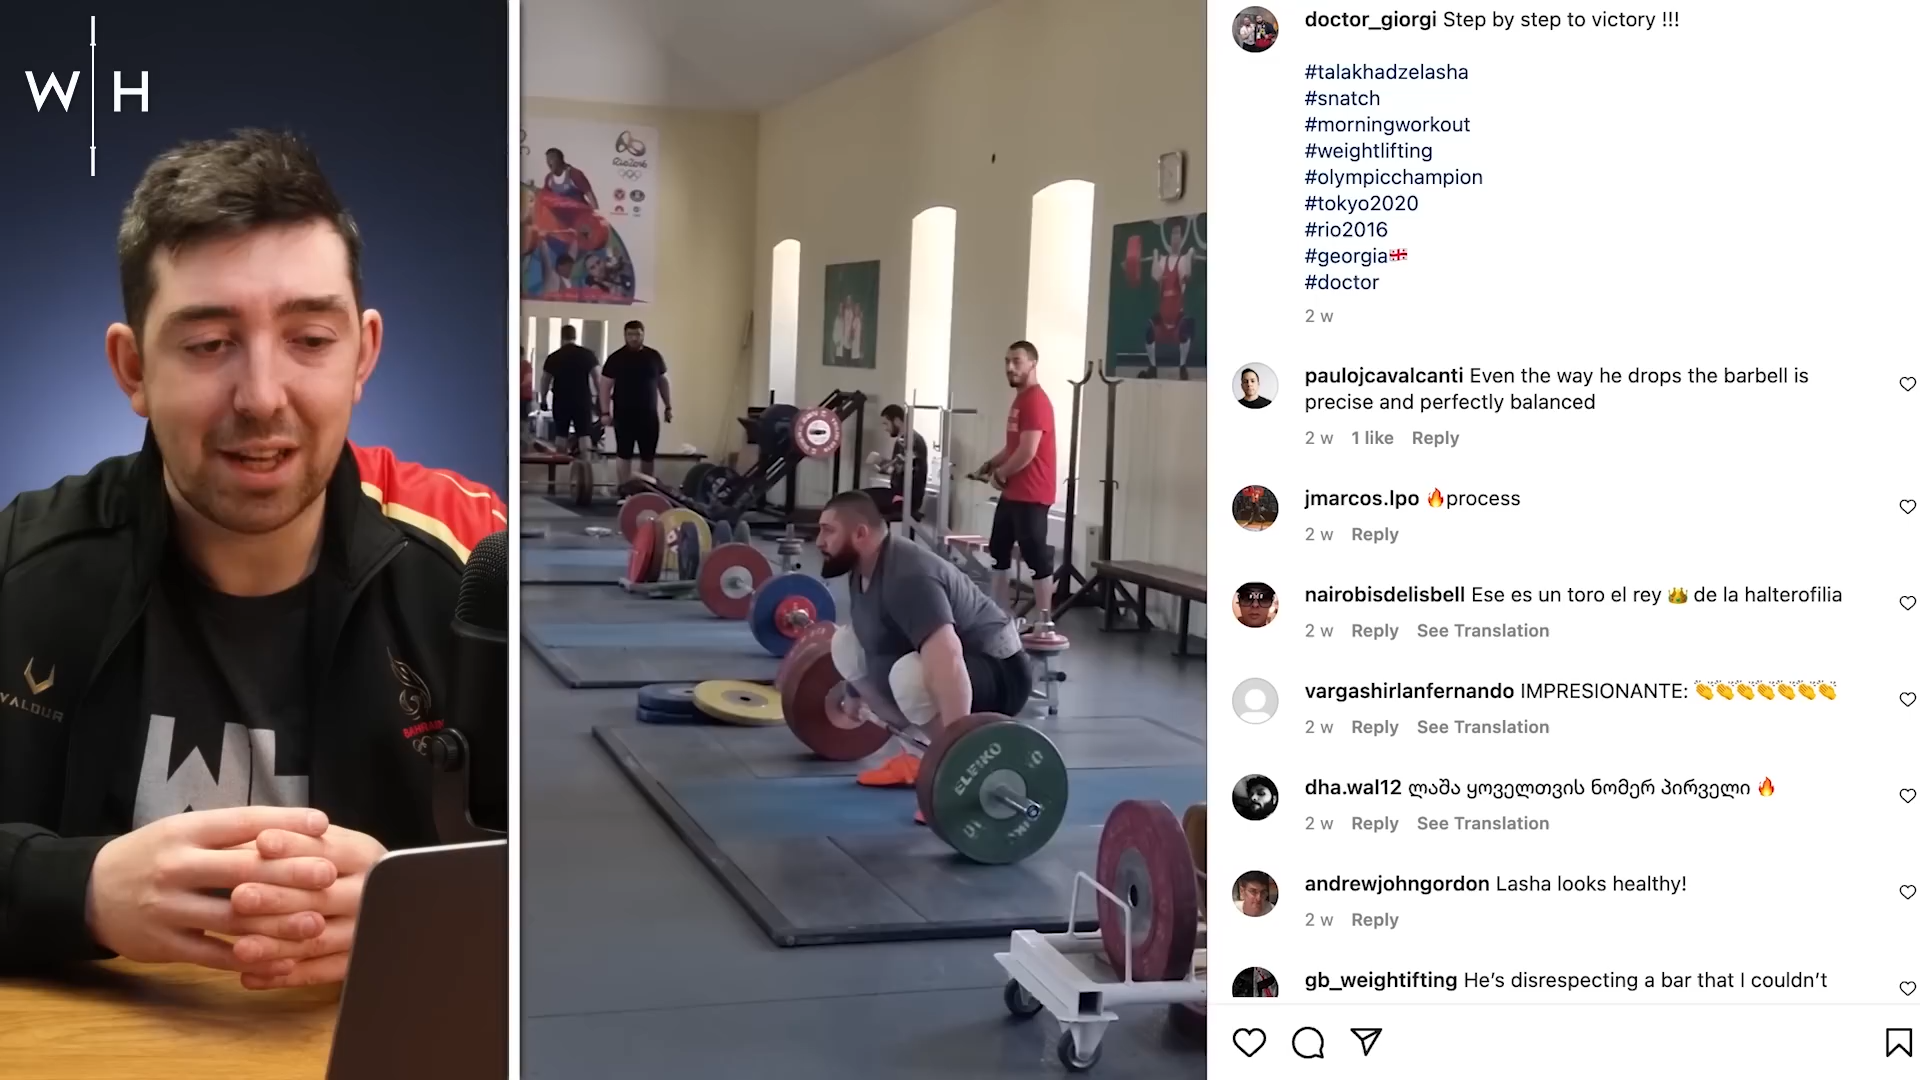 W H
VALOUR
BAHRAIN
WL
Rio2016
ELEIKO
doctor_giorgi Step by step to victory !!!
#talakhadzelasha
#snatch
#morningworkout
#weightlifting
#olympicchampion
#tokyo2020
#rio2016
#georgia🇬🇪
#doctor
2 w
paulojcavalcanti Even the way he drops the barbell is
precise and perfectly balanced
2 w 1 like Reply
jmarcos.lpo 🔥process
2 w Reply
nairobisdelisbell Ese es un toro el rey 👑 de la halterofilia
2 w Reply See Translation
vargashirlanfernando IMPRESIONANTE: 👏👏👏👏👏👏👏
2 w Reply See Translation
dha.wal12 ლაშა ყოველთვის ნომერ პირველი 🔥
2 w Reply See Translation
andrewjohngordon Lasha looks healthy!
2 w Reply
gb_weightifting He’s disrespecting a bar that I couldn’t